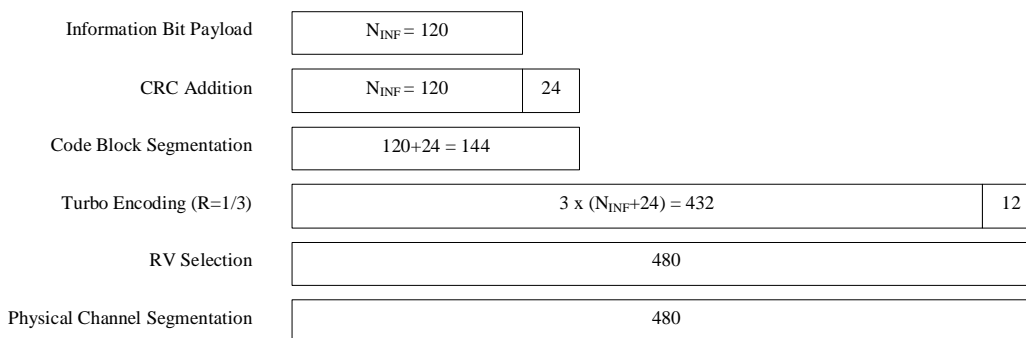 Information Bit Payload N_INF = 120
CRC Addition N_INF = 120 24
Code Block Segmentation 120+24 = 144
Turbo Encoding (R=1/3) 3 x (N_INF+24) = 432 12
RV Selection 480
Physical Channel Segmentation 480